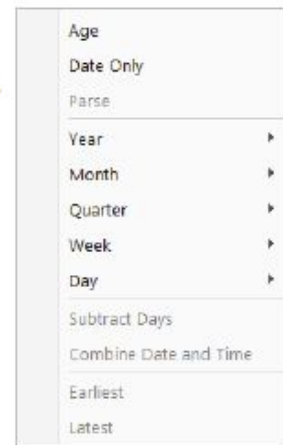 Age
Date Only
Parse
Year
Month
Quarter
Week
Day
Subtract Days
Combine Date and Time
Earliest
Latest